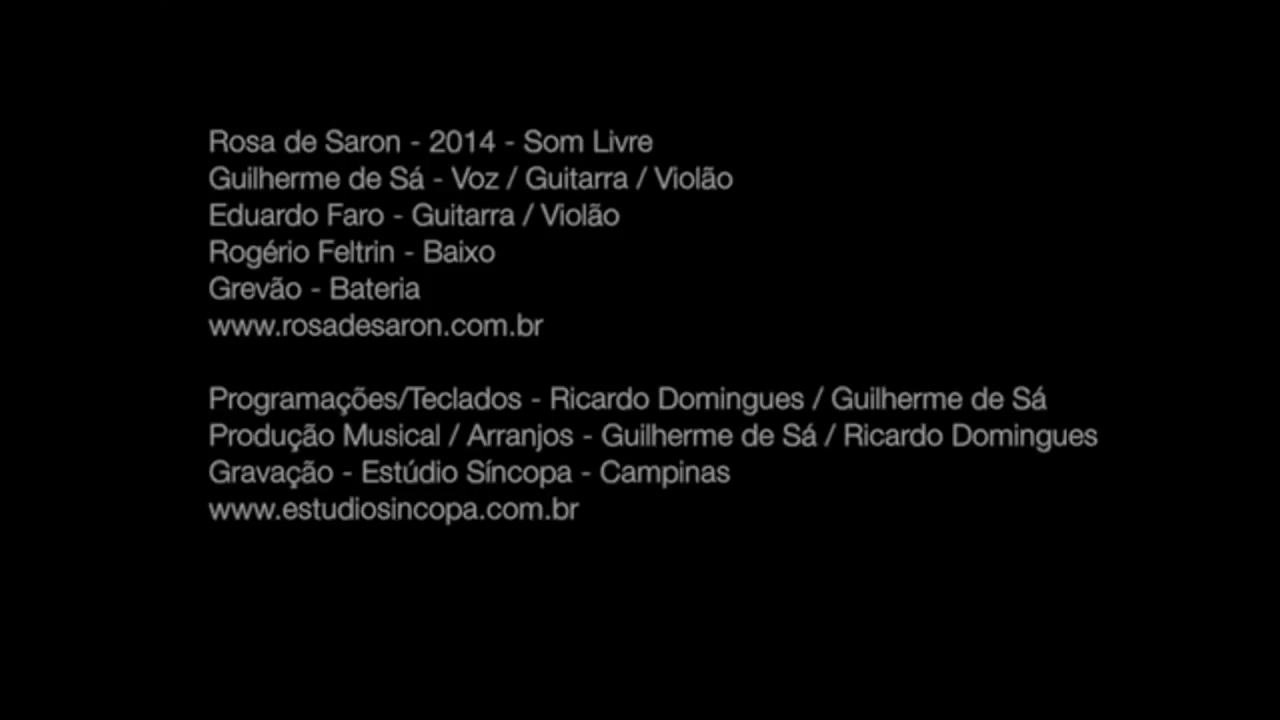 Rosa de Saron - 2014 - Som Livre
Guilherme de Sá - Voz / Guitarra / Violão
Eduardo Faro - Guitarra / Violão
Rogério Feltrin - Baixo
Grevão - Bateria
www.rosadesaron.com.br
Programações/Teclados - Ricardo Domingues / Guilherme de Sá
Produção Musical / Arranjos - Guilherme de Sá / Ricardo Domingues
Gravação - Estúdio Síncopa - Campinas
www.estudiosincopa.com.br